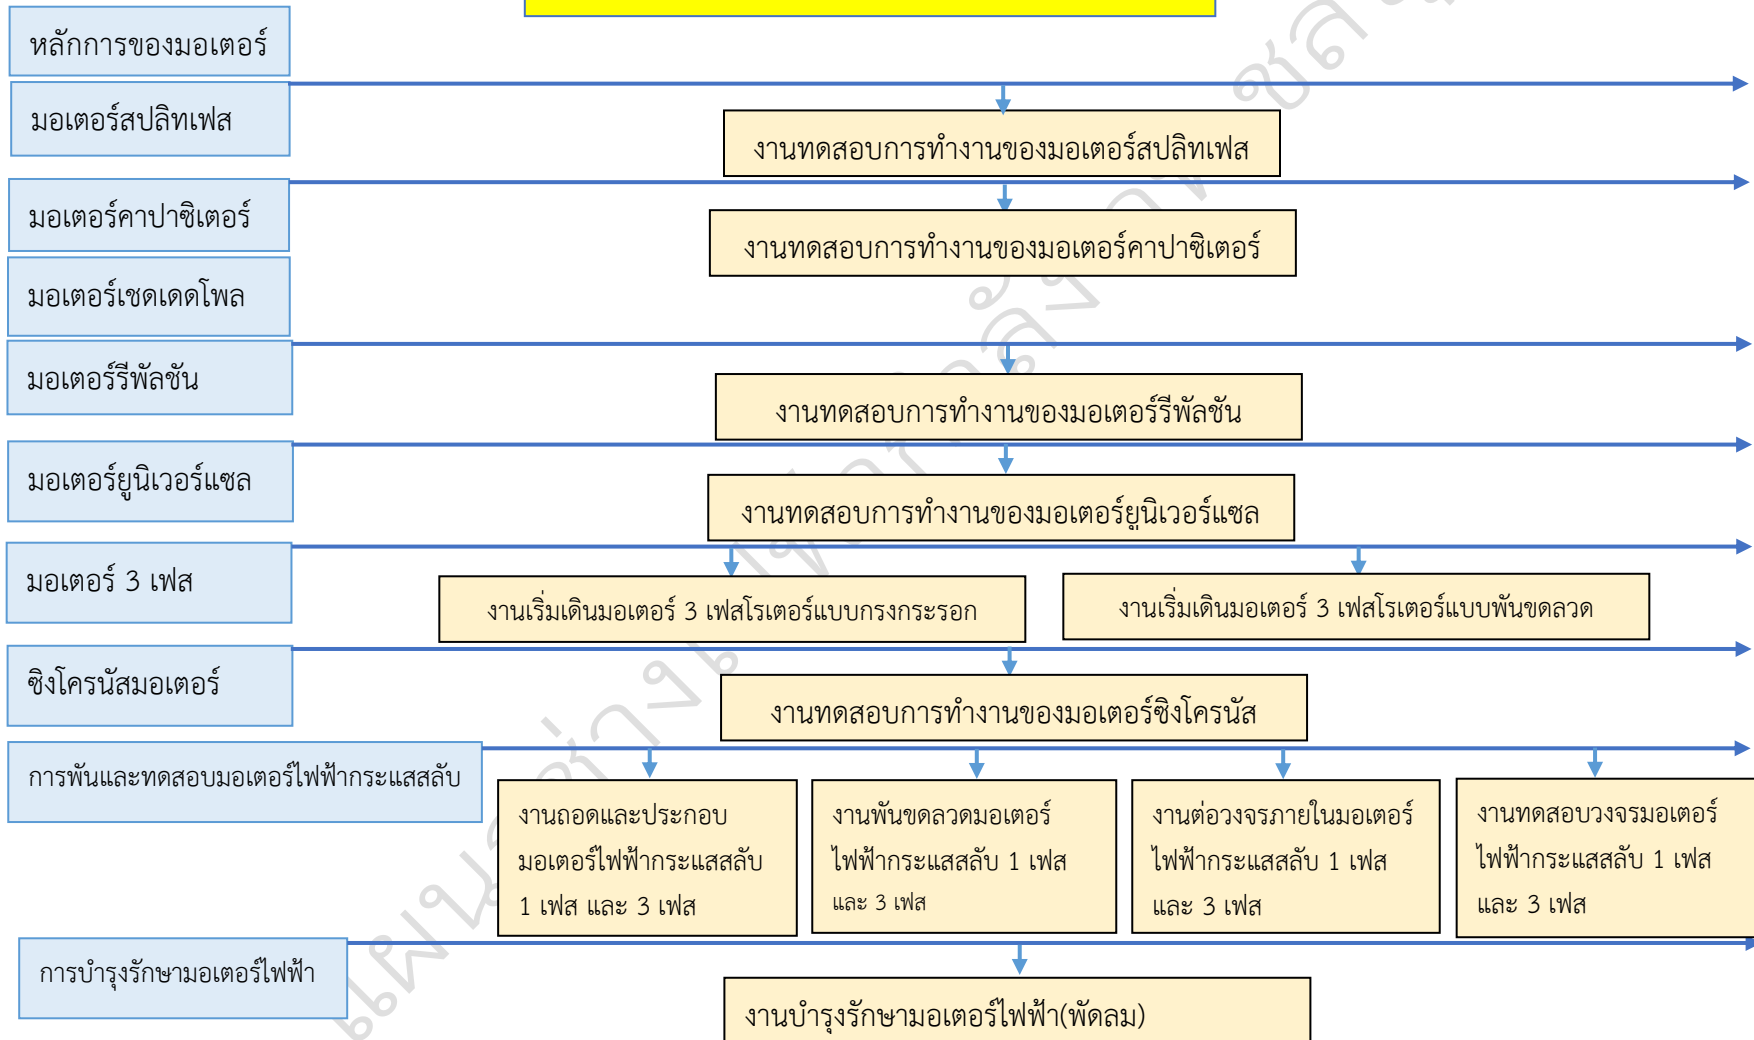 หลักการของมอเตอร์
มอเตอร์สปลิทเฟส
งานทดสอบการทำงานของมอเตอร์สปลิทเฟส
มอเตอร์คาปาซิเตอร์
งานทดสอบการทำงานของมอเตอร์คาปาซิเตอร์
มอเตอร์เชดเดดโพล
มอเตอร์รีพัลชัน
งานทดสอบการทำงานของมอเตอร์รีพัลชัน
มอเตอร์ยูนิเวอร์แซล
งานทดสอบการทำงานของมอเตอร์ยูนิเวอร์แซล
มอเตอร์ 3 เฟส
งานเริ่มเดินมอเตอร์ 3 เฟสโรเตอร์แบบกรงกระรอก
งานเริ่มเดินมอเตอร์ 3 เฟสโรเตอร์แบบพันขดลวด
ซิงโครนัสมอเตอร์
งานทดสอบการทำงานของมอเตอร์ซิงโครนัส
การพันและทดสอบมอเตอร์ไฟฟ้ากระแสสลับ
งานถอดและประกอบ
มอเตอร์ไฟฟ้ากระแสสลับ
1 เฟส และ 3 เฟส
งานพันขดลวดมอเตอร์
ไฟฟ้ากระแสสลับ 1 เฟส
และ 3 เฟส
งานต่อวงจรภายในมอเตอร์
ไฟฟ้ากระแสสลับ 1 เฟส
และ 3 เฟส
งานทดสอบวงจรมอเตอร์
ไฟฟ้ากระแสสลับ 1 เฟส
และ 3 เฟส
การบำรุงรักษามอเตอร์ไฟฟ้า
งานบำรุงรักษามอเตอร์ไฟฟ้า(พัดลม)